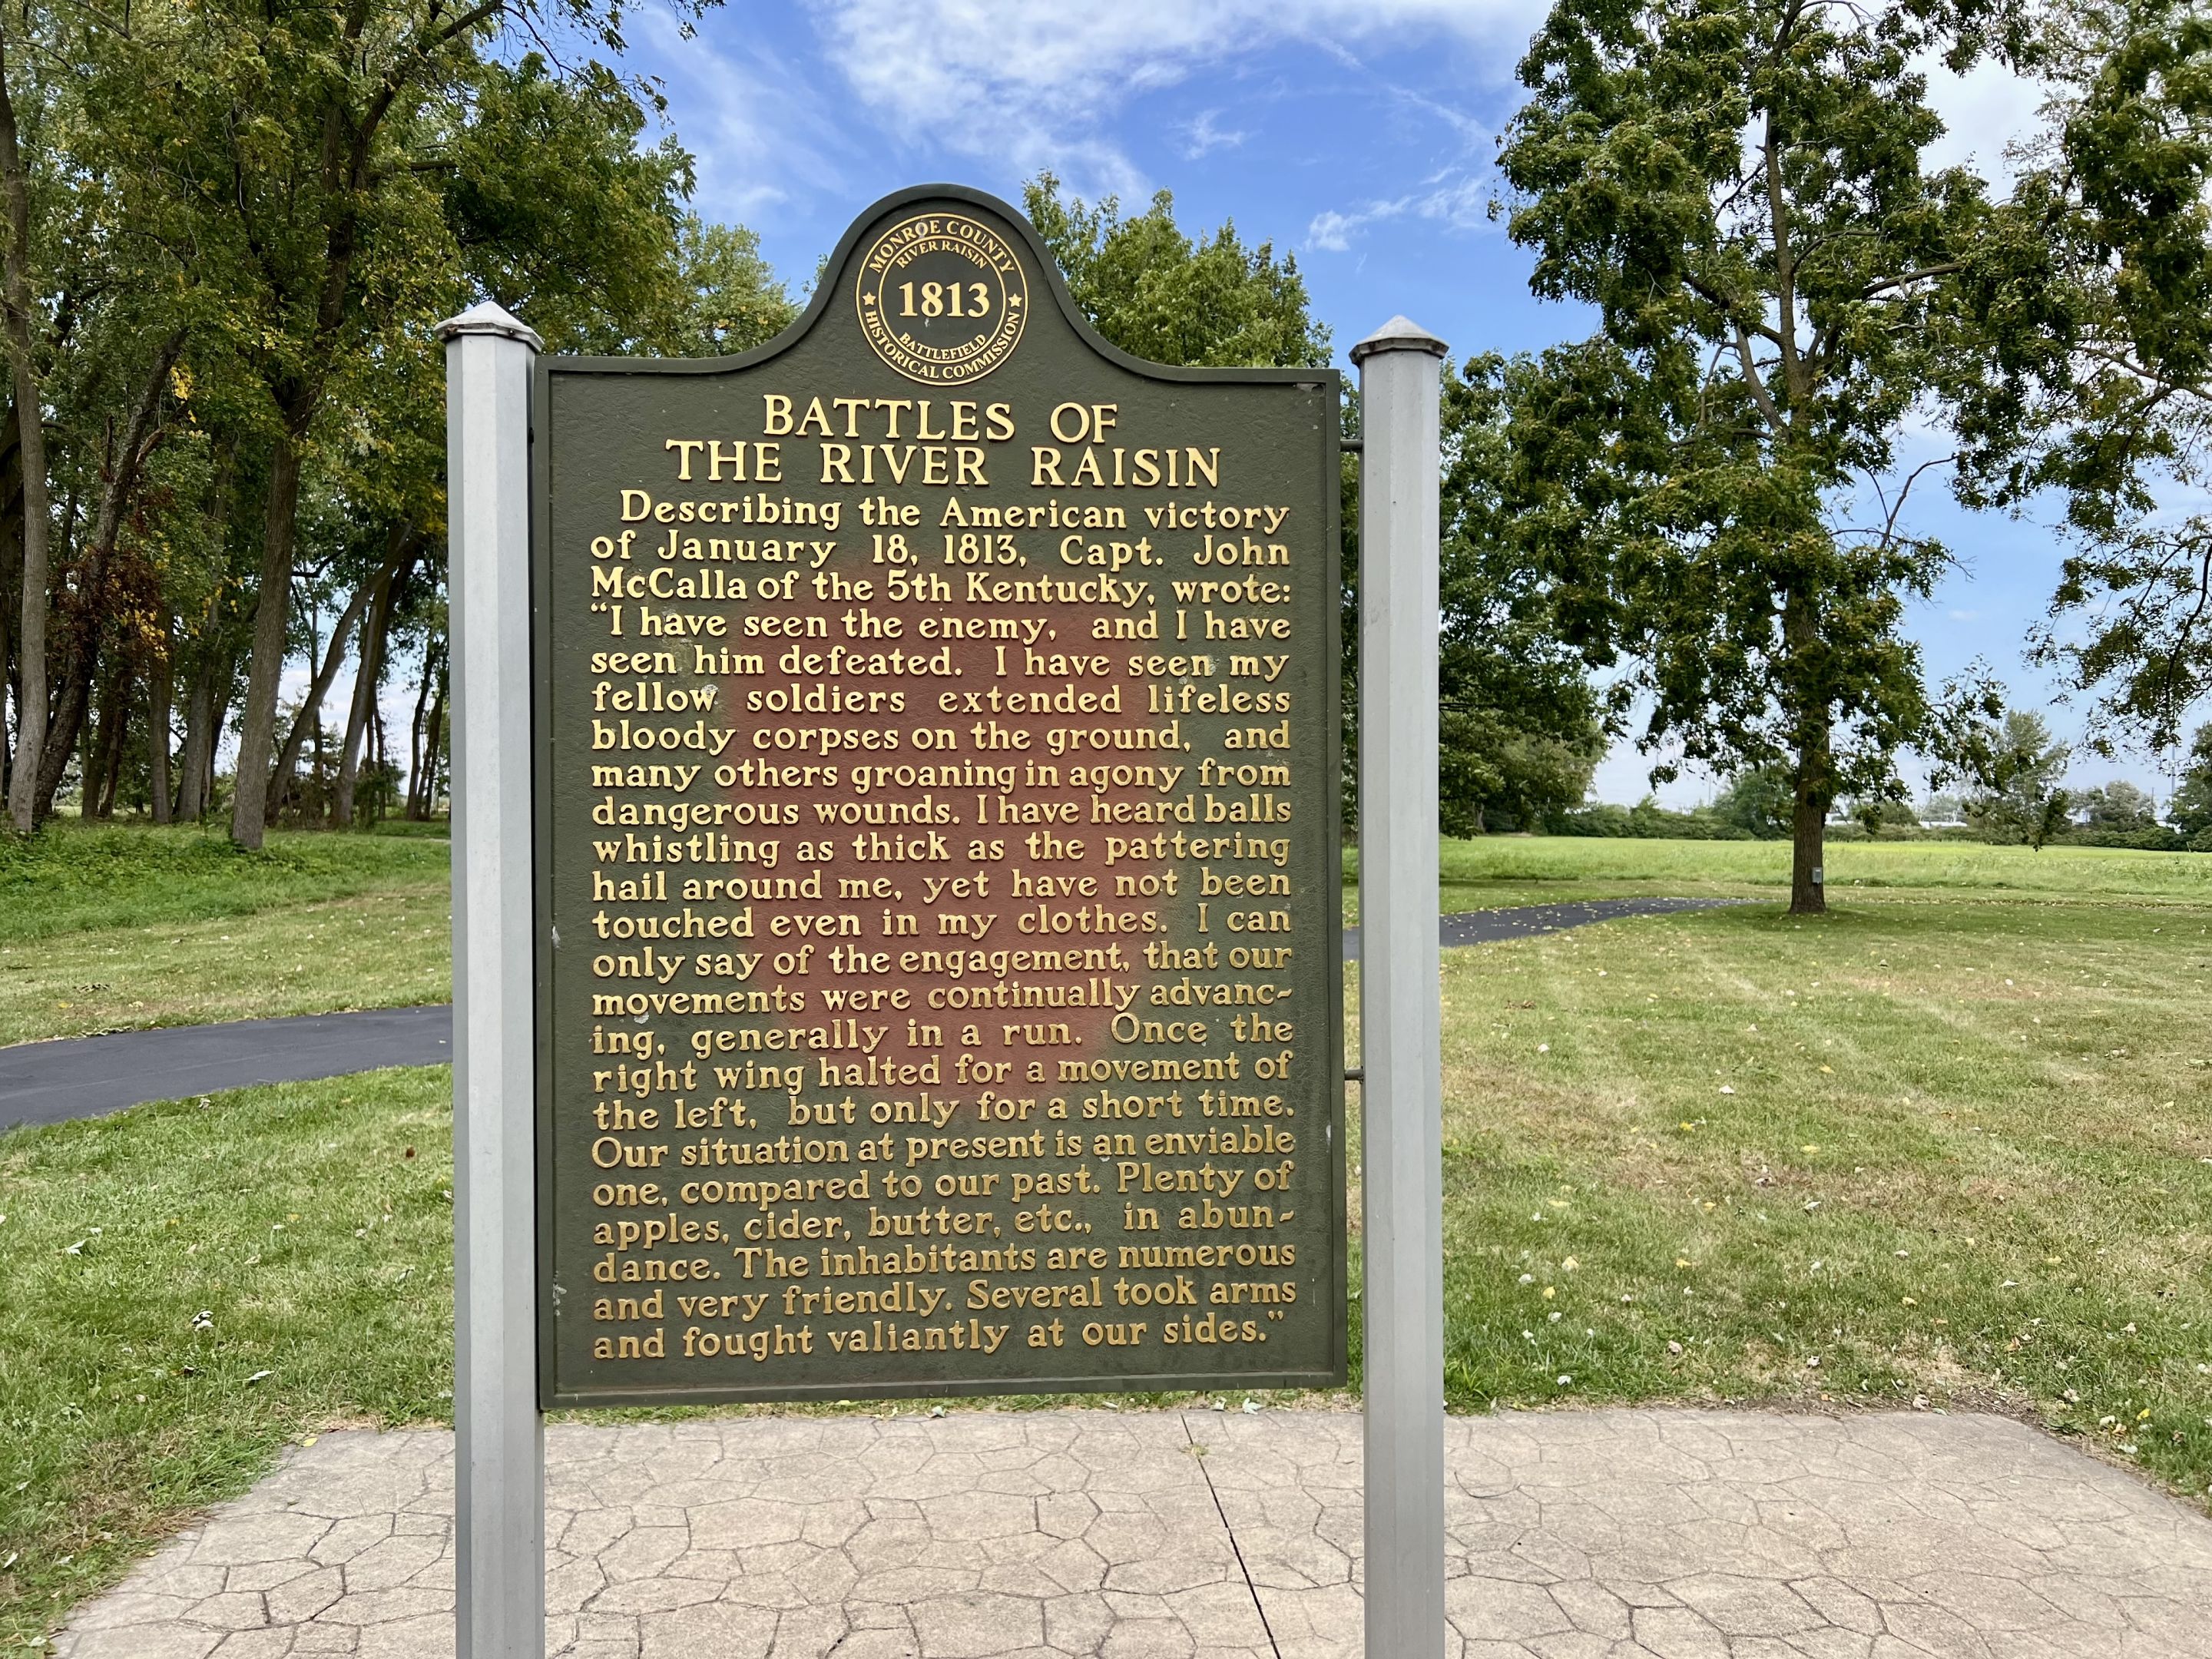 MONROE COUNTY
RIVER RAISIN
1813
BATTLEFIELD
HISTORICAL COMMISSION
BATTLES OF
THE RIVER RAISIN
Describing the American victory
of January 18, 1813, Capt. John
McCalla of the 5th Kentucky, wrote:
“I have seen the enemy, and I have
seen him defeated. I have seen my
fellow soldiers extended lifeless
bloody corpses on the ground, and
many others groaning in agony from
dangerous wounds. I have heard balls
whistling as thick as the pattering
hail around me, yet have not been
touched even in my clothes. I can
only say of the engagement, that our
movements were continually advanc-
ing, generally in a run. Once the
right wing halted for a movement of
the left, but only for a short time.
Our situation at present is an enviable
one, compared to our past. Plenty of
apples, cider, butter, etc., in abun-
dance. The inhabitants are numerous
and very friendly. Several took arms
and fought valiantly at our sides.”